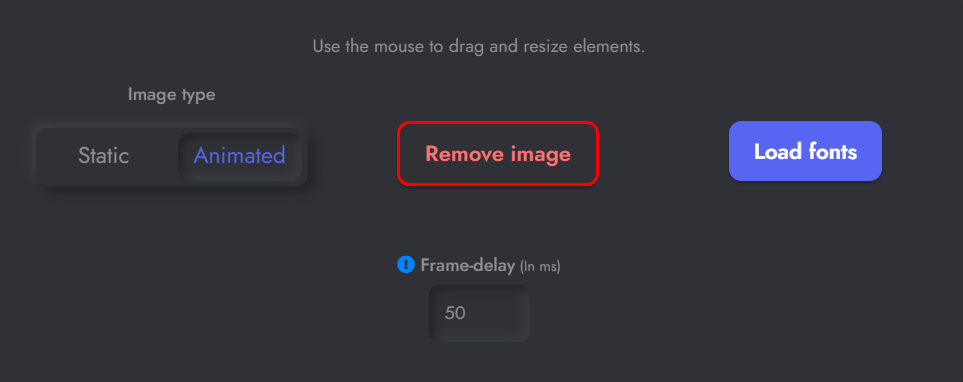 Use the mouse to drag and resize elements.
Image type
Static Animated
Remove image
Load fonts
Frame-delay (In ms)
50